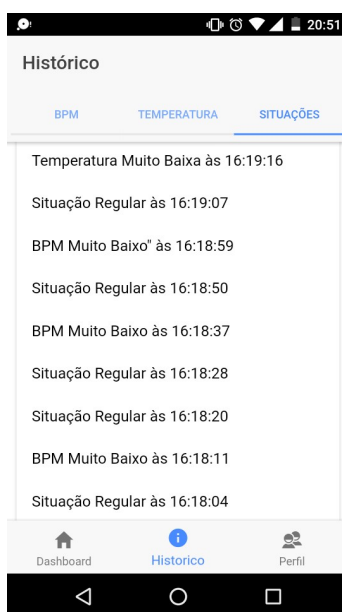 20:51
Histórico
BPM TEMPERATURA SITUAÇÕES
Temperatura Muito Baixa às 16:19:16
Situação Regular às 16:19:07
BPM Muito Baixo" às 16:18:59
Situação Regular às 16:18:50
BPM Muito Baixo às 16:18:37
Situação Regular às 16:18:28
Situação Regular às 16:18:20
BPM Muito Baixo às 16:18:11
Situação Regular às 16:18:04
Dashboard Historico Perfil